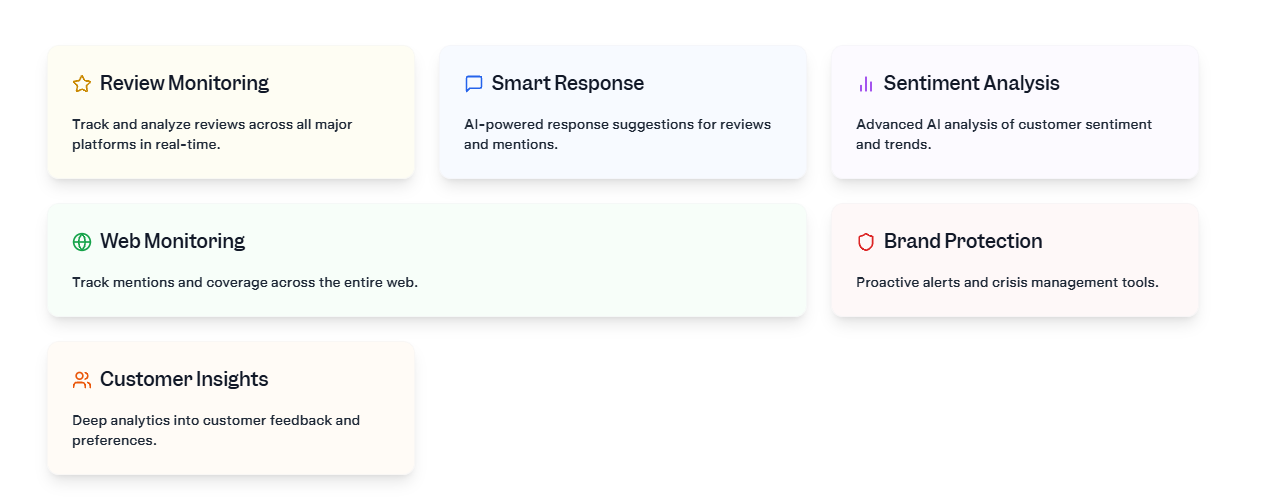 Review Monitoring
Track and analyze reviews across all major
platforms in real-time.
Smart Response
AI-powered response suggestions for reviews
and mentions.
Sentiment Analysis
Advanced AI analysis of customer sentiment
and trends.
Web Monitoring
Track mentions and coverage across the entire web.
Brand Protection
Proactive alerts and crisis management tools.
Customer Insights
Deep analytics into customer feedback and
preferences.